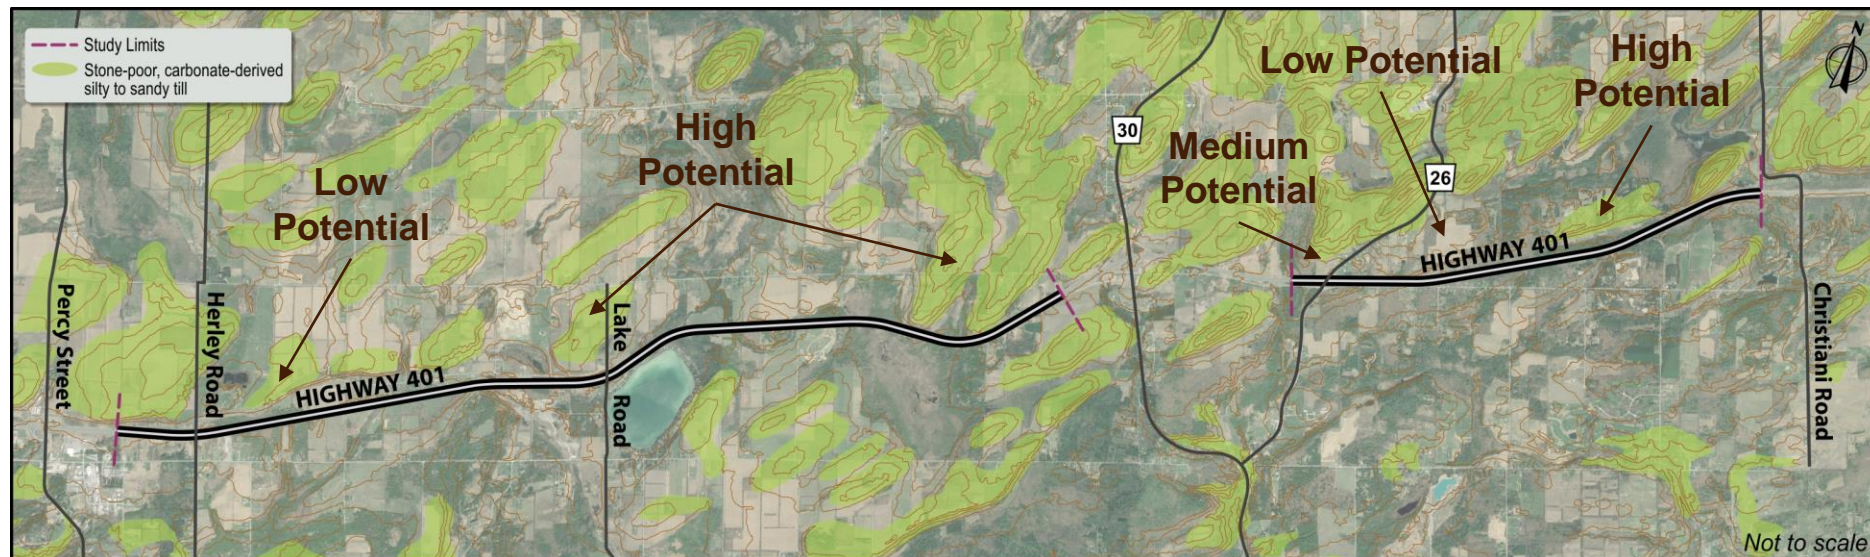 Study Limits
Stone-poor, carbonate-derived
silty to sandy till
Low
Potential
High
Potential
30
Medium
Potential
Low Potential
26
High
Potential
N
Percy Street
Herley Road
HIGHWAY 401
Lake
Road
HIGHWAY 401
Christiani Road
Not to scale